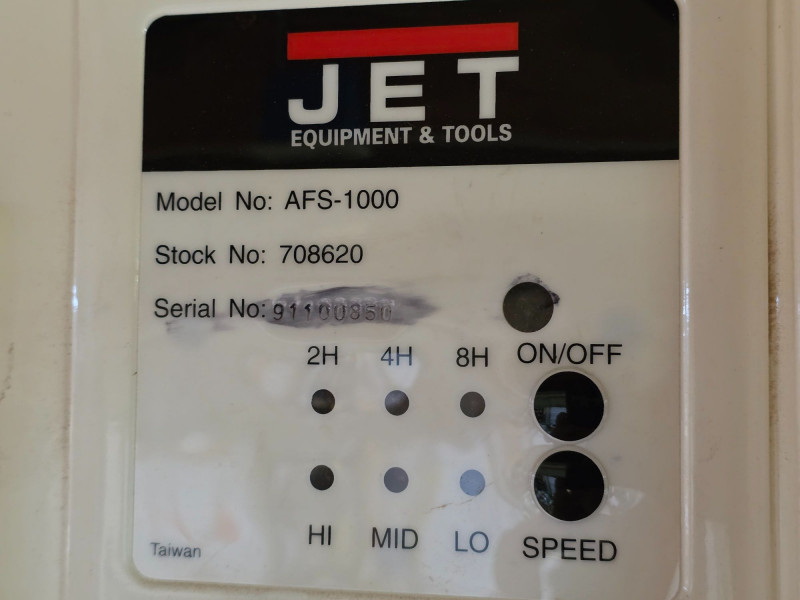 JET
EQUIPMENT & TOOLS
Model No: AFS-1000
Stock No: 708620
Serial No: 91100850
2H 4H 8H ON/OFF
HI MID LO SPEED
Taiwan